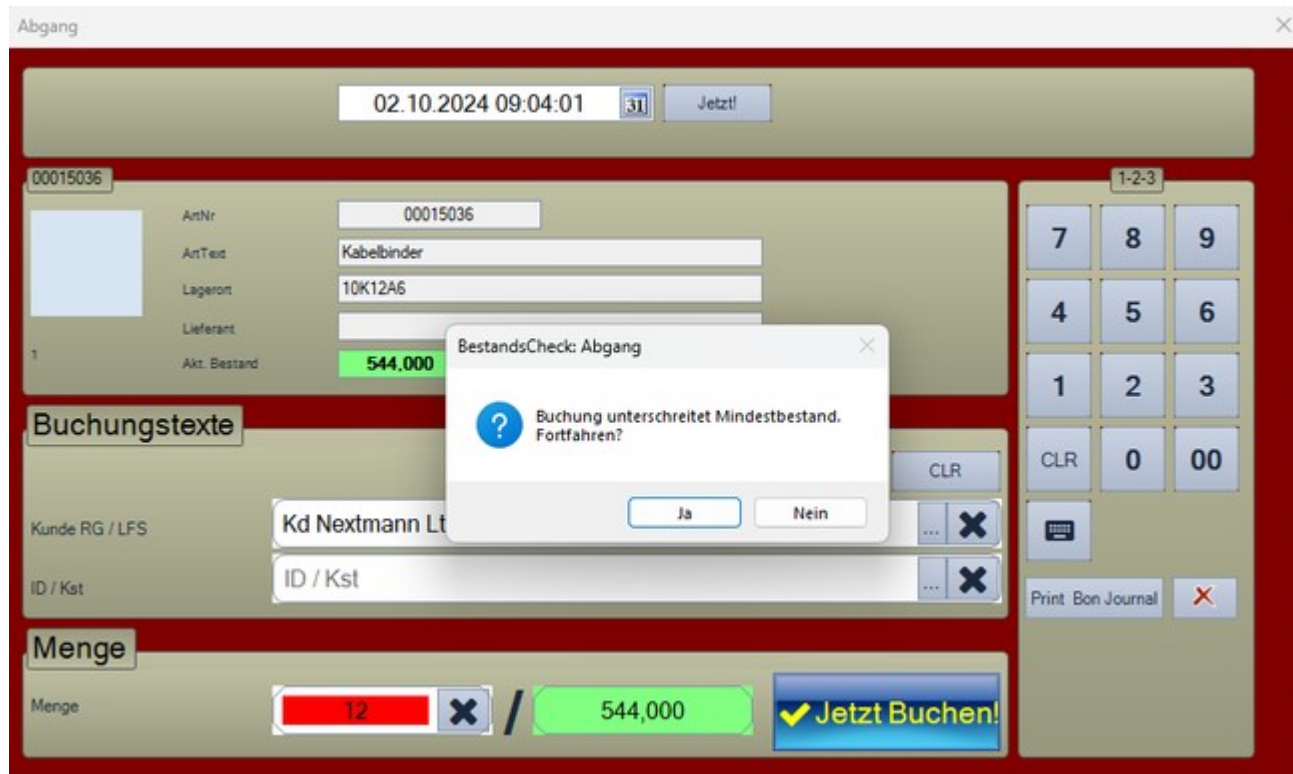 Abgang
02.10.2024 09:04:01 31 Jetzt!
00015036
ArtNr 00015036
ArtText Kabelbinder
Lagerort 10K12A6
Lieferant
1
Akt. Bestand 544,000
BestandsCheck: Abgang
Buchung unterschreitet Mindestbestand.
Fortfahren?
Ja Nein
Buchungstexte
CLR
Kunde RG / LFS Kd Nextmann Lt ...
ID / Kst ID / Kst ...
Menge
Menge 12 / 544,000 Jetzt Buchen!
1-2-3
7 8 9
4 5 6
1 2 3
CLR 0 00
Print Bon Journal